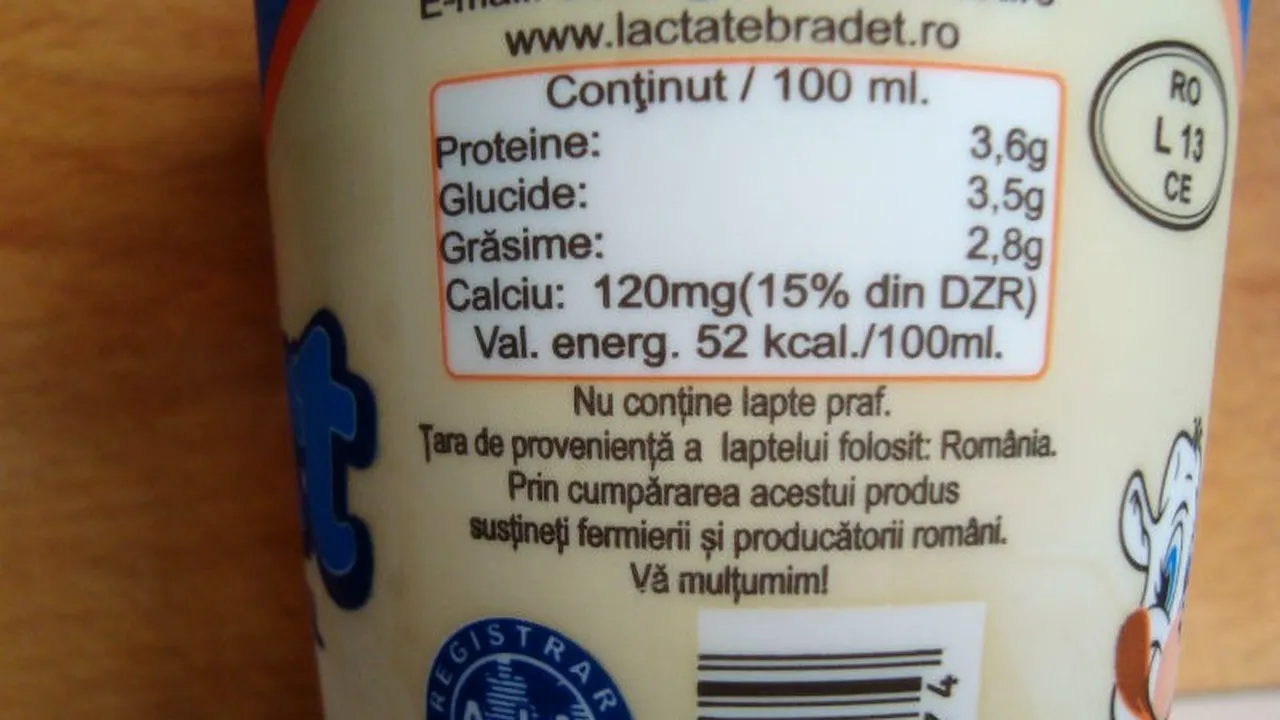 www.lactatebradet.ro
Conţinut / 100 ml.
Proteine: 3,6g
Glucide: 3,5g
Grăsime: 2,8g
Calciu: 120mg(15% din DZR)
Val. energ. 52 kcal./100ml.
RO
L 13
CE
Nu conţine lapte praf.
Ţara de provenienţă a laptelui folosit: România.
Prin cumpărarea acestui produs
susţineţi fermierii şi producătorii români.
Vă mulţumim!
REGISTRAR